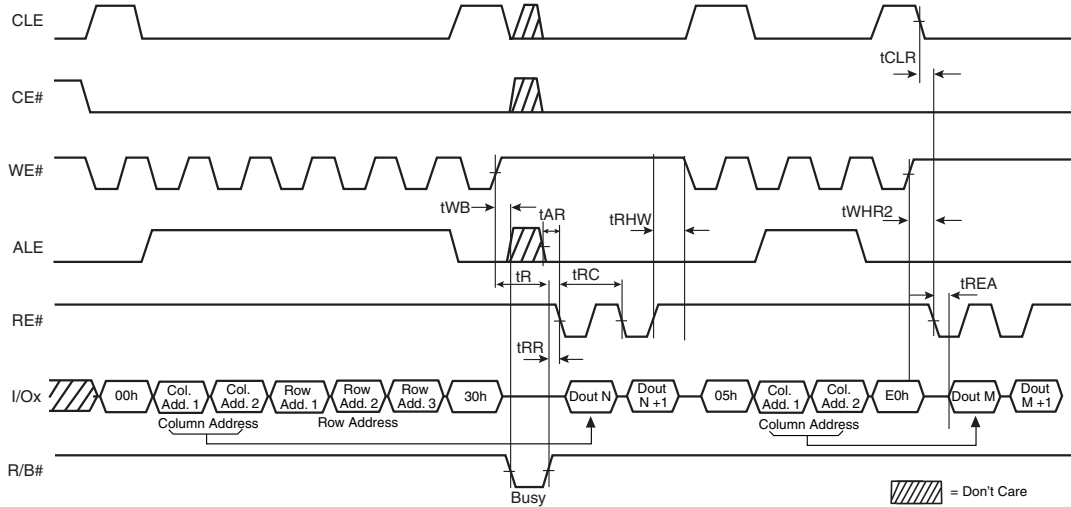 CLE
tCLR
CE#
WE#
tWB
tAR
tRHW
tWHR2
ALE
tR
tRC
tREA
RE#
tRR
I/Ox
00h
Col. Add. 1
Col. Add. 2
Row Add. 1
Row Add. 2
Row Add. 3
30h
Dout N
Dout N +1
05h
Col. Add. 1
Col. Add. 2
E0h
Dout M
Dout M +1
Column Address
Row Address
Column Address
R/B#
Busy
= Don't Care